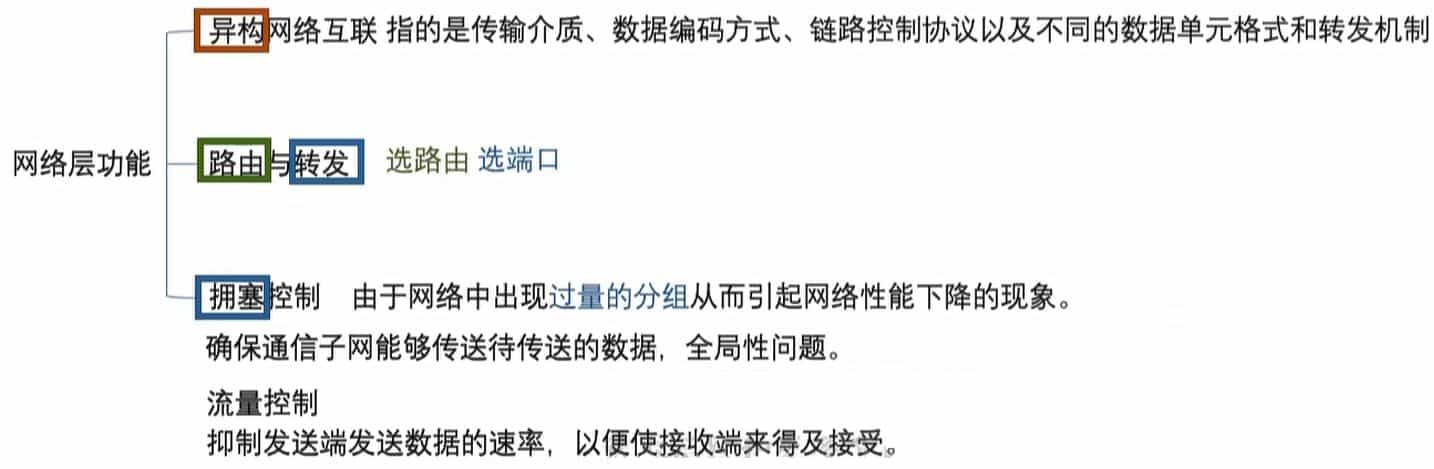 异构网络互联 指的是传输介质、数据编码方式、链路控制协议以及不同的数据单元格式和转发机制
网络层功能
路由与转发 选路由 选端口
拥塞控制 由于网络中出现过量的分组从而引起网络性能下降的现象。
确保通信子网能够传送待传送的数据，全局性问题。
流量控制
抑制发送端发送数据的速率，以便使接收端来得及接受。